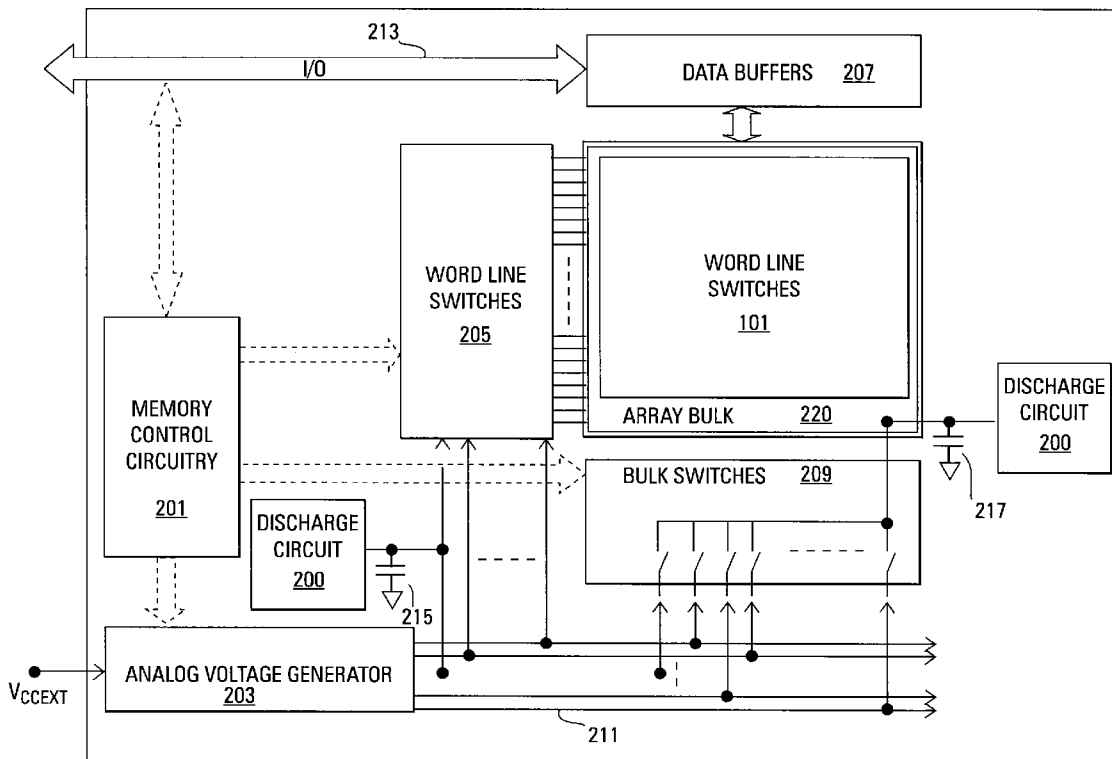 213
I/O
DATA BUFFERS 207
WORD LINE
SWITCHES
205
WORD LINE
SWITCHES
101
ARRAY BULK 220
DISCHARGE
CIRCUIT
200
217
MEMORY
CONTROL
CIRCUITRY
201
BULK SWITCHES 209
DISCHARGE
CIRCUIT
200
215
ANALOG VOLTAGE GENERATOR
203
VCCEXT
211